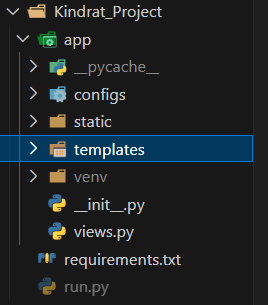 Kindrat_Project
app
__pycache__
configs
static
templates
venv
__init__.py
views.py
requirements.txt
run.py